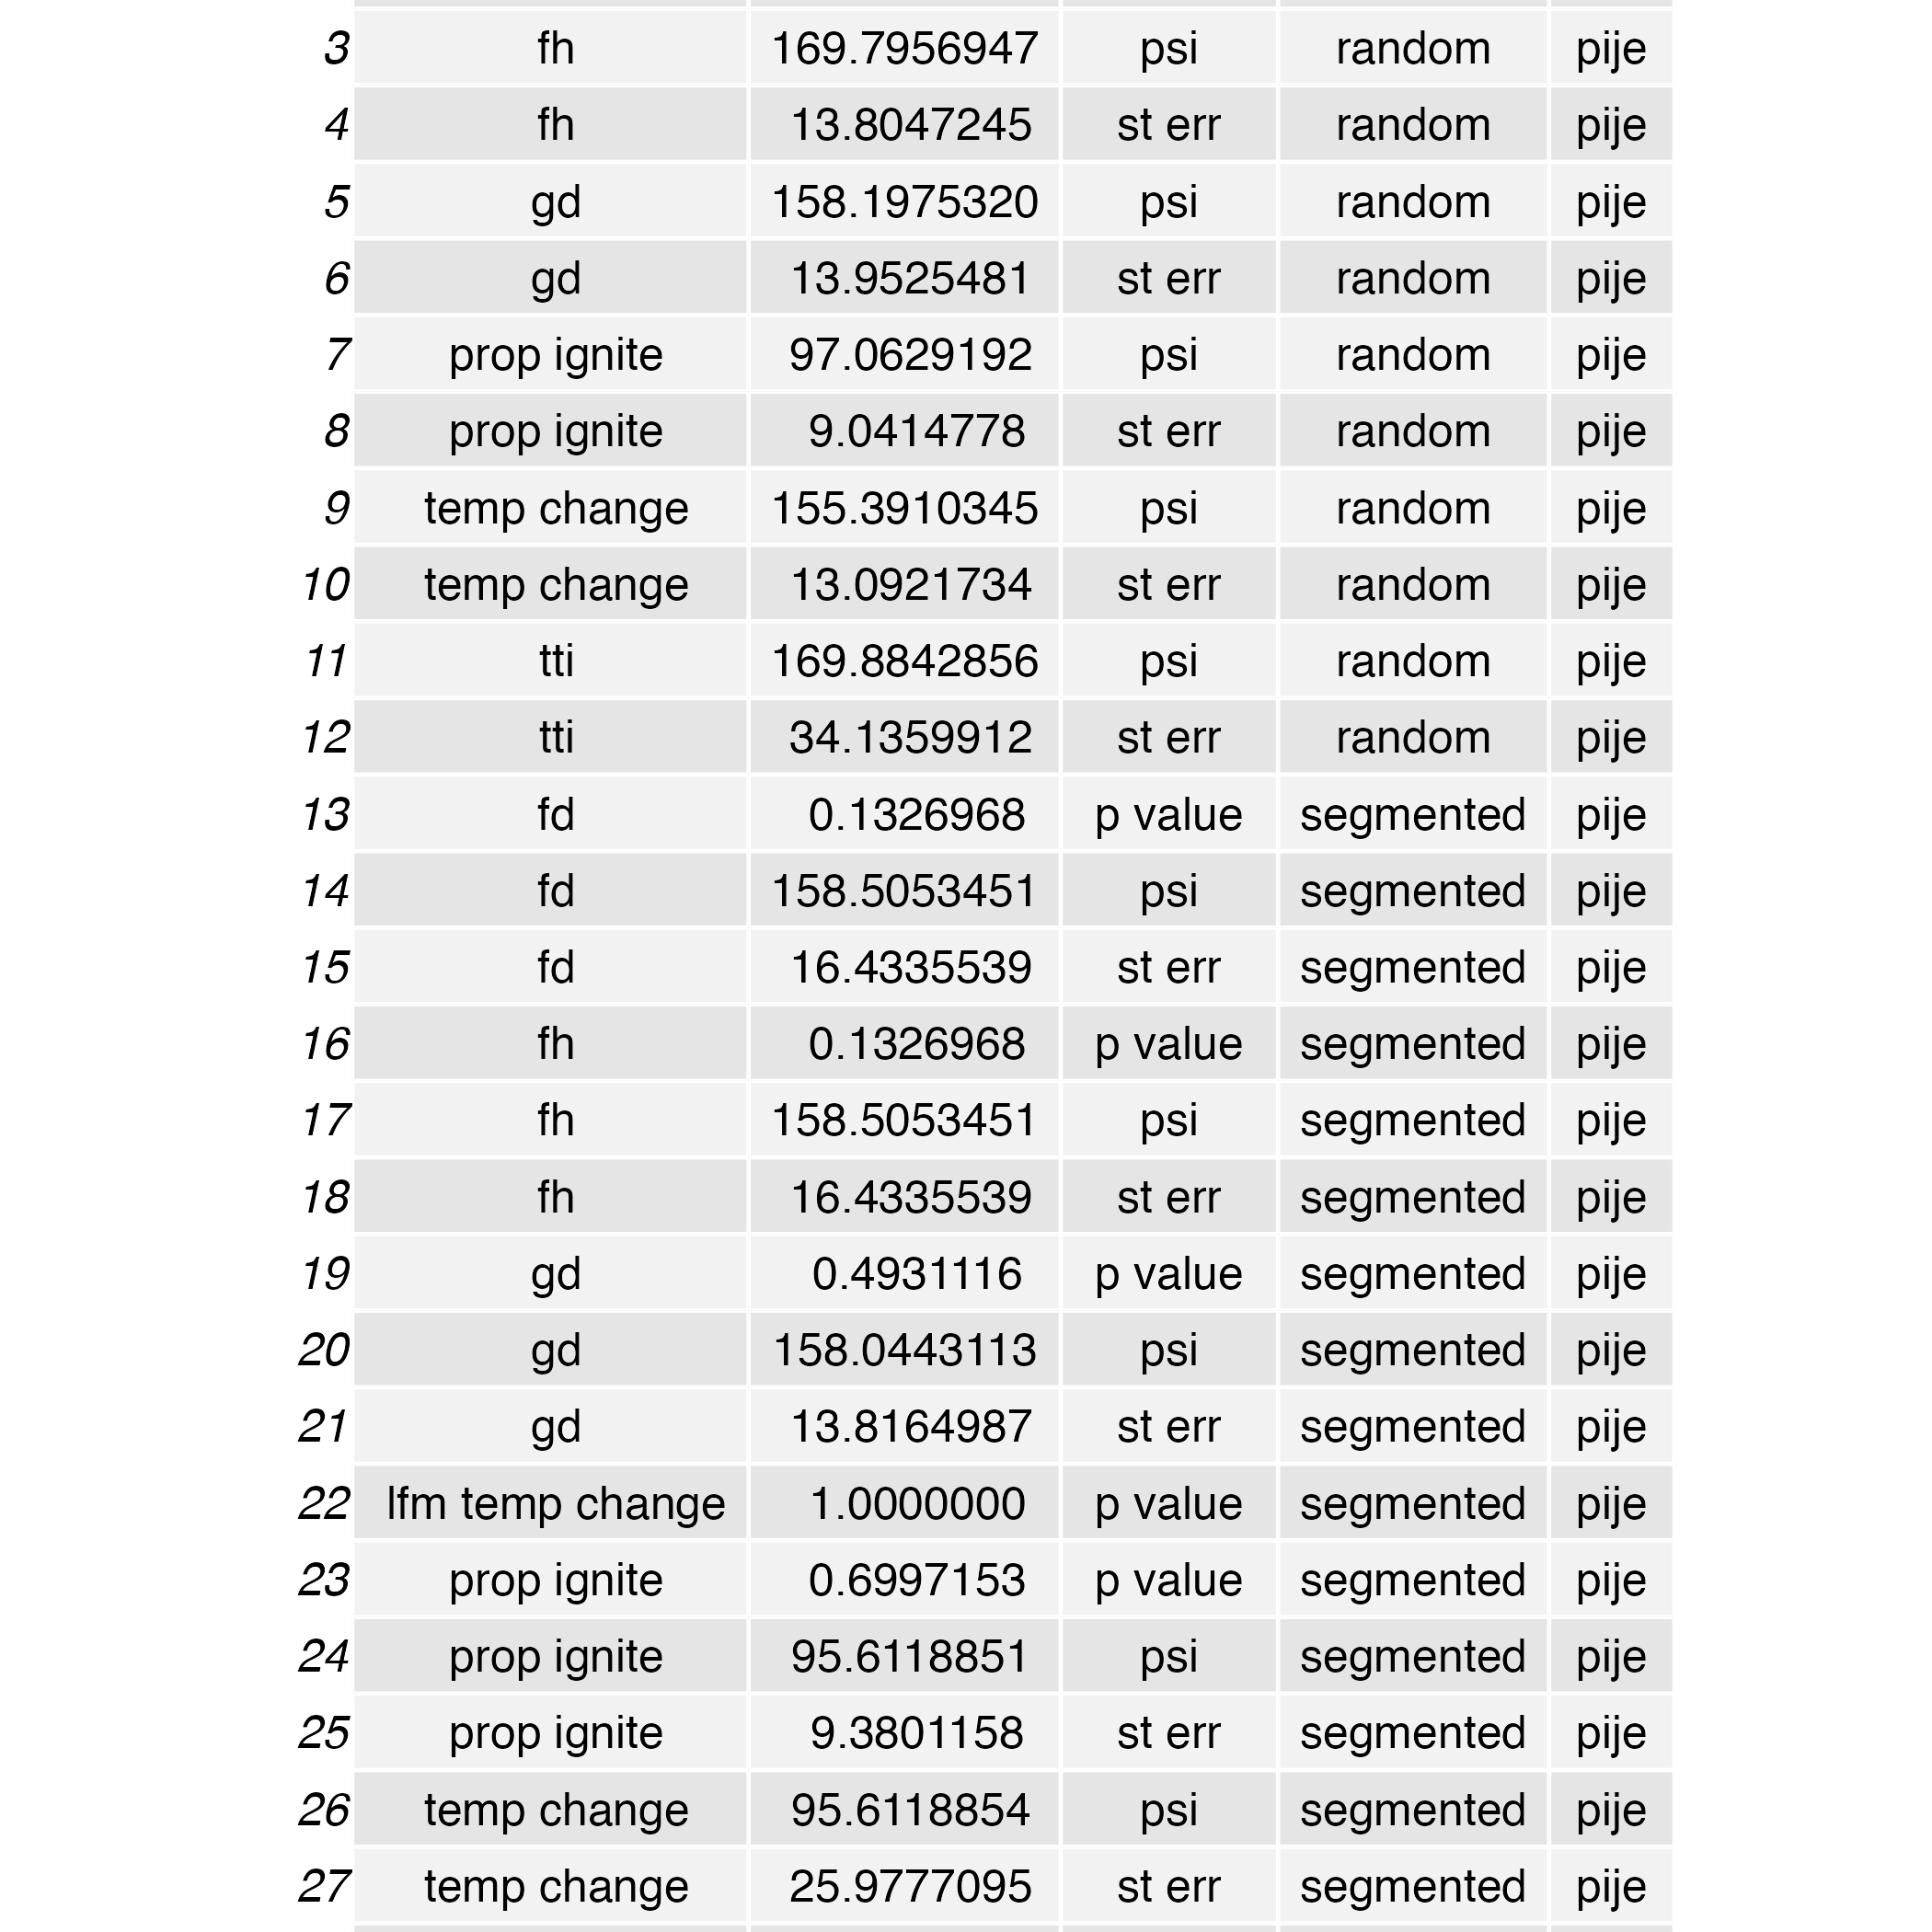 3 fh 169.7956947 psi random pije
4 fh 13.8047245 st err random pije
5 gd 158.1975320 psi random pije
6 gd 13.9525481 st err random pije
7 prop ignite 97.0629192 psi random pije
8 prop ignite 9.0414778 st err random pije
9 temp change 155.3910345 psi random pije
10 temp change 13.0921734 st err random pije
11 tti 169.8842856 psi random pije
12 tti 34.1359912 st err random pije
13 fd 0.1326968 p value segmented pije
14 fd 158.5053451 psi segmented pije
15 fd 16.4335539 st err segmented pije
16 fh 0.1326968 p value segmented pije
17 fh 158.5053451 psi segmented pije
18 fh 16.4335539 st err segmented pije
19 gd 0.4931116 p value segmented pije
20 gd 158.0443113 psi segmented pije
21 gd 13.8164987 st err segmented pije
22 lfm temp change 1.0000000 p value segmented pije
23 prop ignite 0.6997153 p value segmented pije
24 prop ignite 95.6118851 psi segmented pije
25 prop ignite 9.3801158 st err segmented pije
26 temp change 95.6118854 psi segmented pije
27 temp change 25.9777095 st err segmented pije